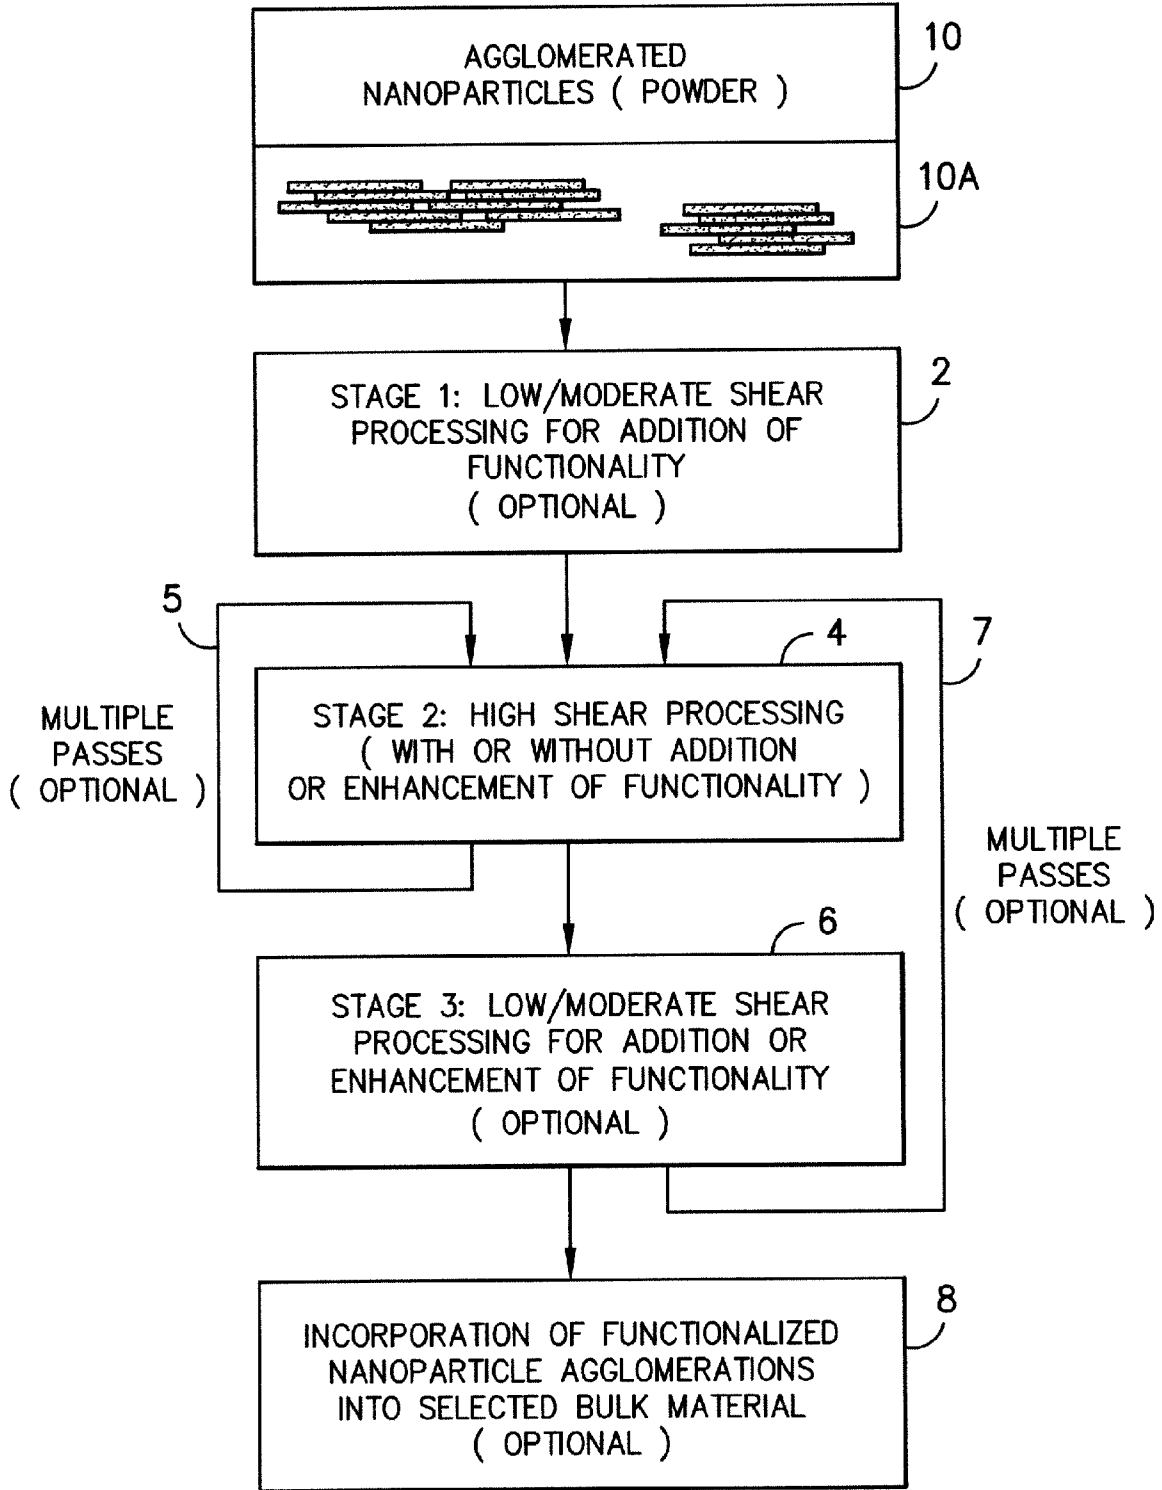 AGGLOMERATED
NANOPARTICLES ( POWDER )
10
10A
STAGE 1: LOW/MODERATE SHEAR
PROCESSING FOR ADDITION OF
FUNCTIONALITY
( OPTIONAL )
2
5
MULTIPLE
PASSES
( OPTIONAL )
4
7
STAGE 2: HIGH SHEAR PROCESSING
( WITH OR WITHOUT ADDITION
OR ENHANCEMENT OF FUNCTIONALITY )
MULTIPLE
PASSES
( OPTIONAL )
6
STAGE 3: LOW/MODERATE SHEAR
PROCESSING FOR ADDITION OR
ENHANCEMENT OF FUNCTIONALITY
( OPTIONAL )
8
INCORPORATION OF FUNCTIONALIZED
NANOPARTICLE AGGLOMERATIONS
INTO SELECTED BULK MATERIAL
( OPTIONAL )